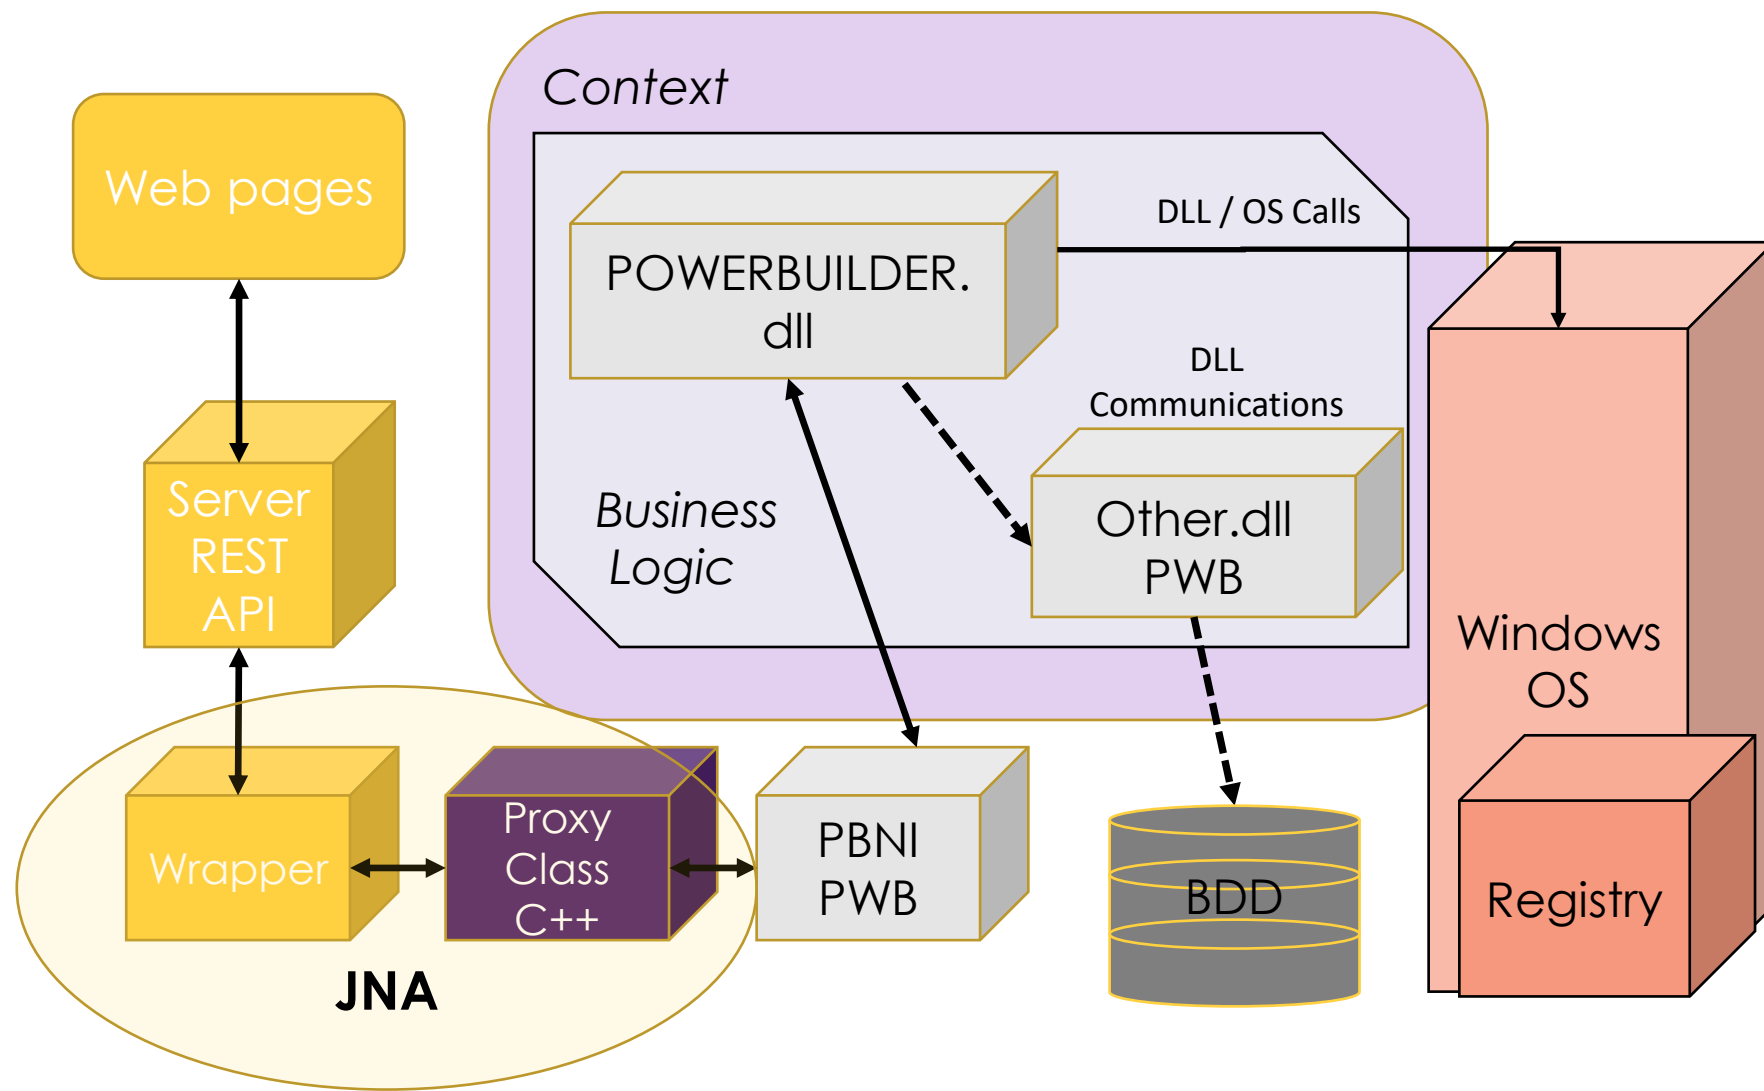 Context
Web pages
DLL / OS Calls
POWERBUILDER.
dll
DLL
Communications
Server
REST
API
Business
Logic
Other.dll
PWB
Windows
OS
Wrapper
Proxy
Class
C++
PBNI
PWB
BDD
Registry
JNA